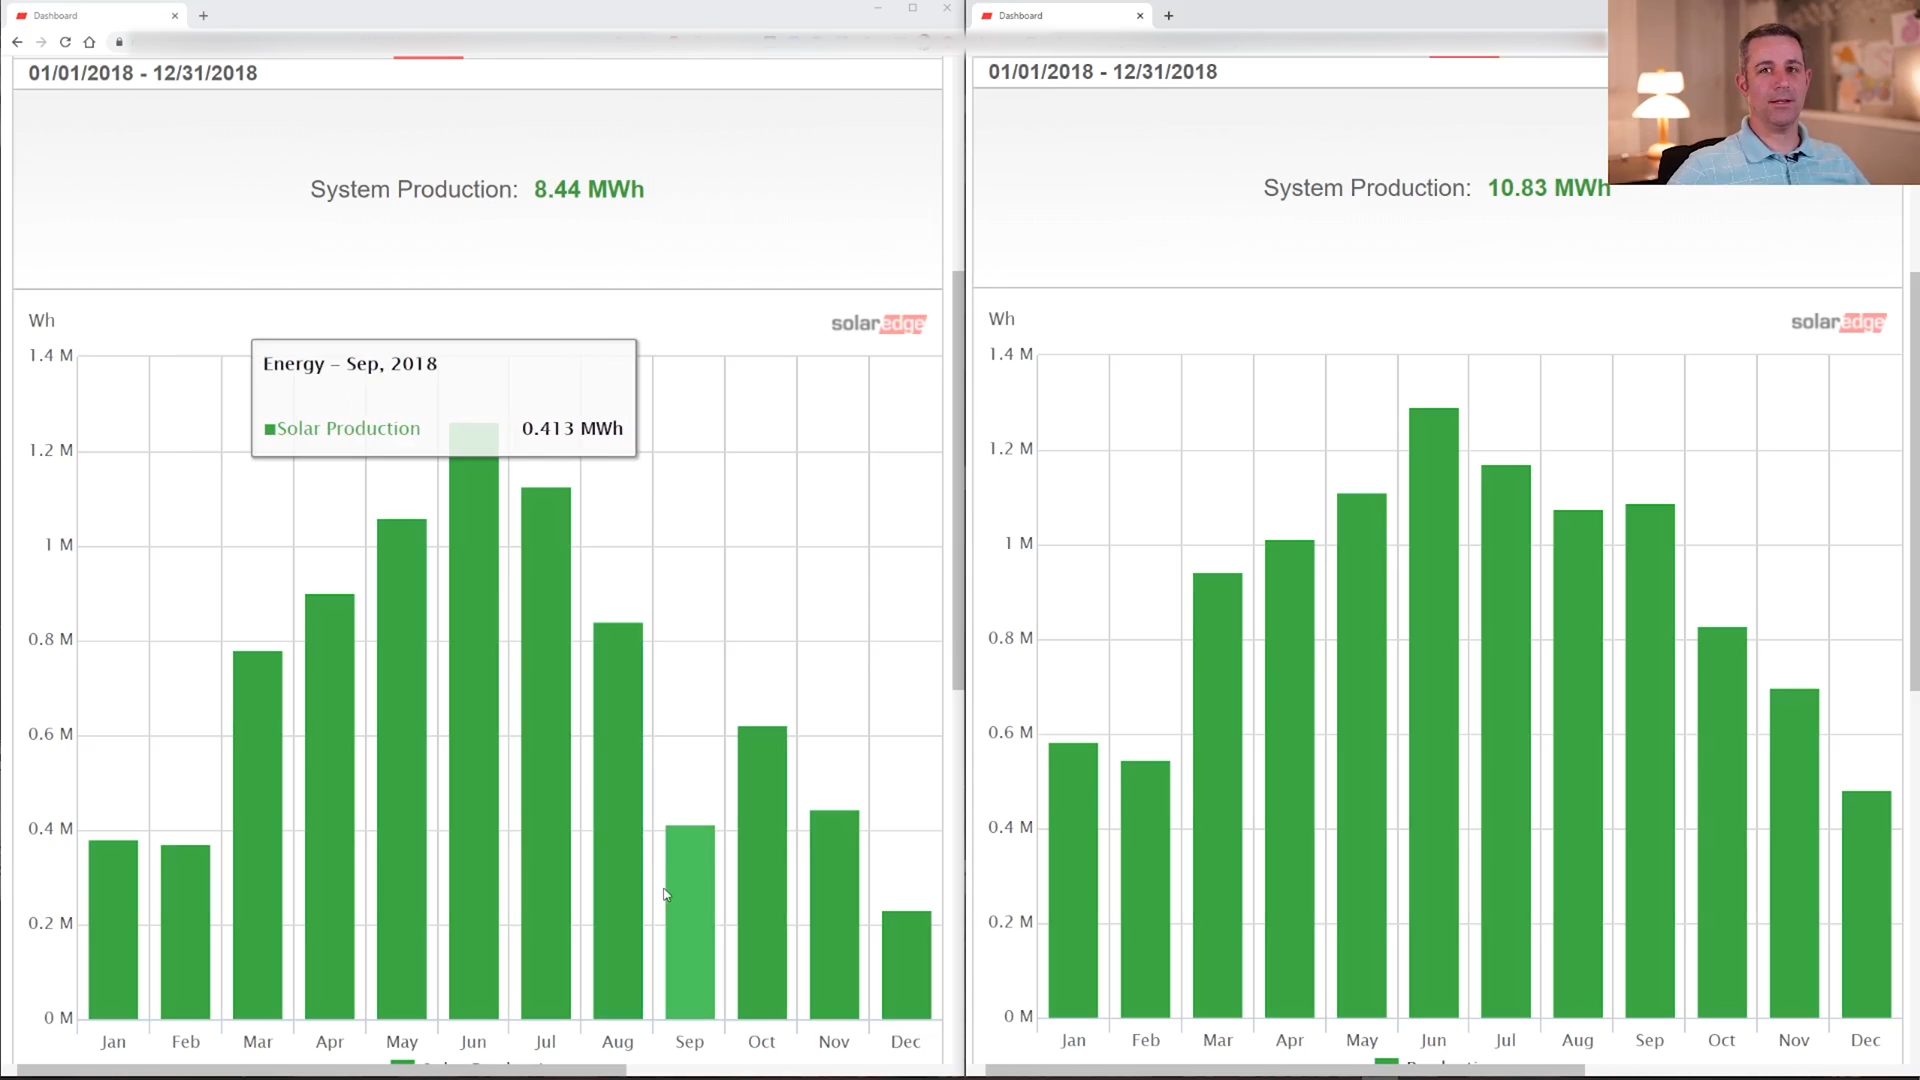 Dashboard
01/01/2018 - 12/31/2018
System Production: 8.44 MWh
Wh
solaredge
Energy – Sep, 2018
Solar Production 0.413 MWh
1.4 M
1.2 M
1 M
0.8 M
0.6 M
0.4 M
0.2 M
0 M
Jan Feb Mar Apr May Jun Jul Aug Sep Oct Nov Dec
Dashboard
01/01/2018 - 12/31/2018
System Production: 10.83 MWh
Wh
solaredge
1.4 M
1.2 M
1 M
0.8 M
0.6 M
0.4 M
0.2 M
0 M
Jan Feb Mar Apr May Jun Jul Aug Sep Oct Nov Dec